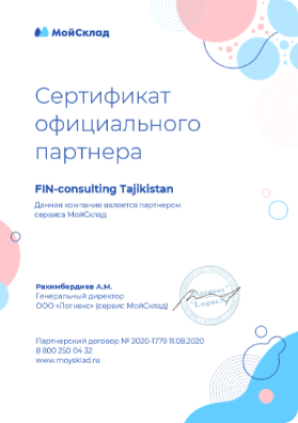 МойСклад
Сертификат
официального
партнера
FIN-consulting Tajikistan
Данная компания является партнером
сервиса МойСклад
Рахимбердиев А.М.
Генеральный директор
ООО «Логнекс» (сервис МойСклад)
Партнерский договор № 2020-1779 11.08.2020
8 800 250 04 32
www.moysklad.ru